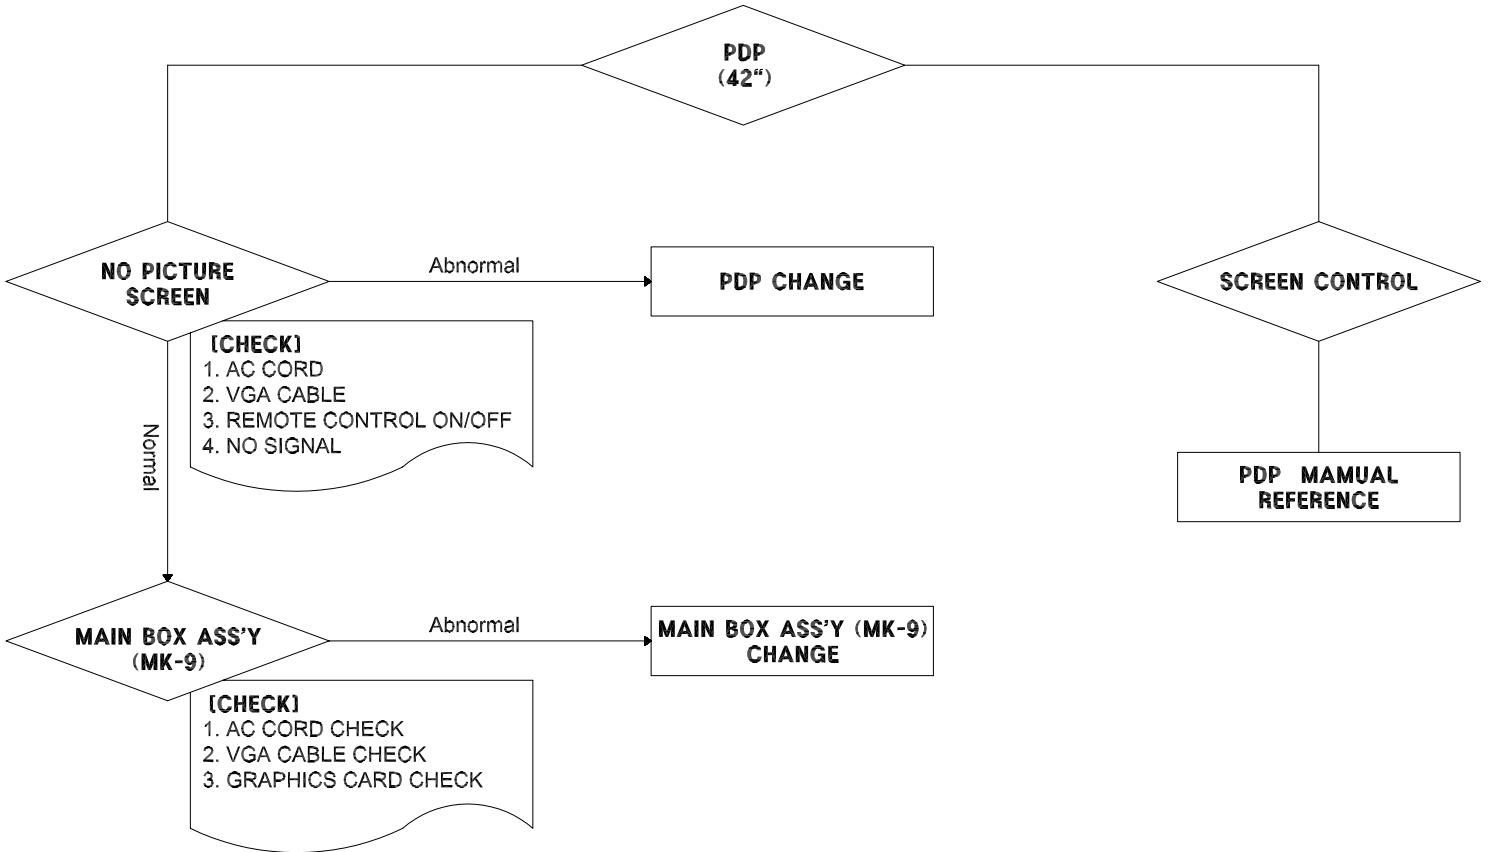 PDP
(42“)
NO PICTURE
SCREEN
Abnormal
PDP CHANGE
SCREEN CONTROL
[CHECK]
1. AC CORD
2. VGA CABLE
3. REMOTE CONTROL ON/OFF
4. NO SIGNAL
Normal
PDP MAMUAL
REFERENCE
MAIN BOX ASS'Y
(MK-9)
Abnormal
MAIN BOX ASS'Y (MK-9)
CHANGE
[CHECK]
1. AC CORD CHECK
2. VGA CABLE CHECK
3. GRAPHICS CARD CHECK